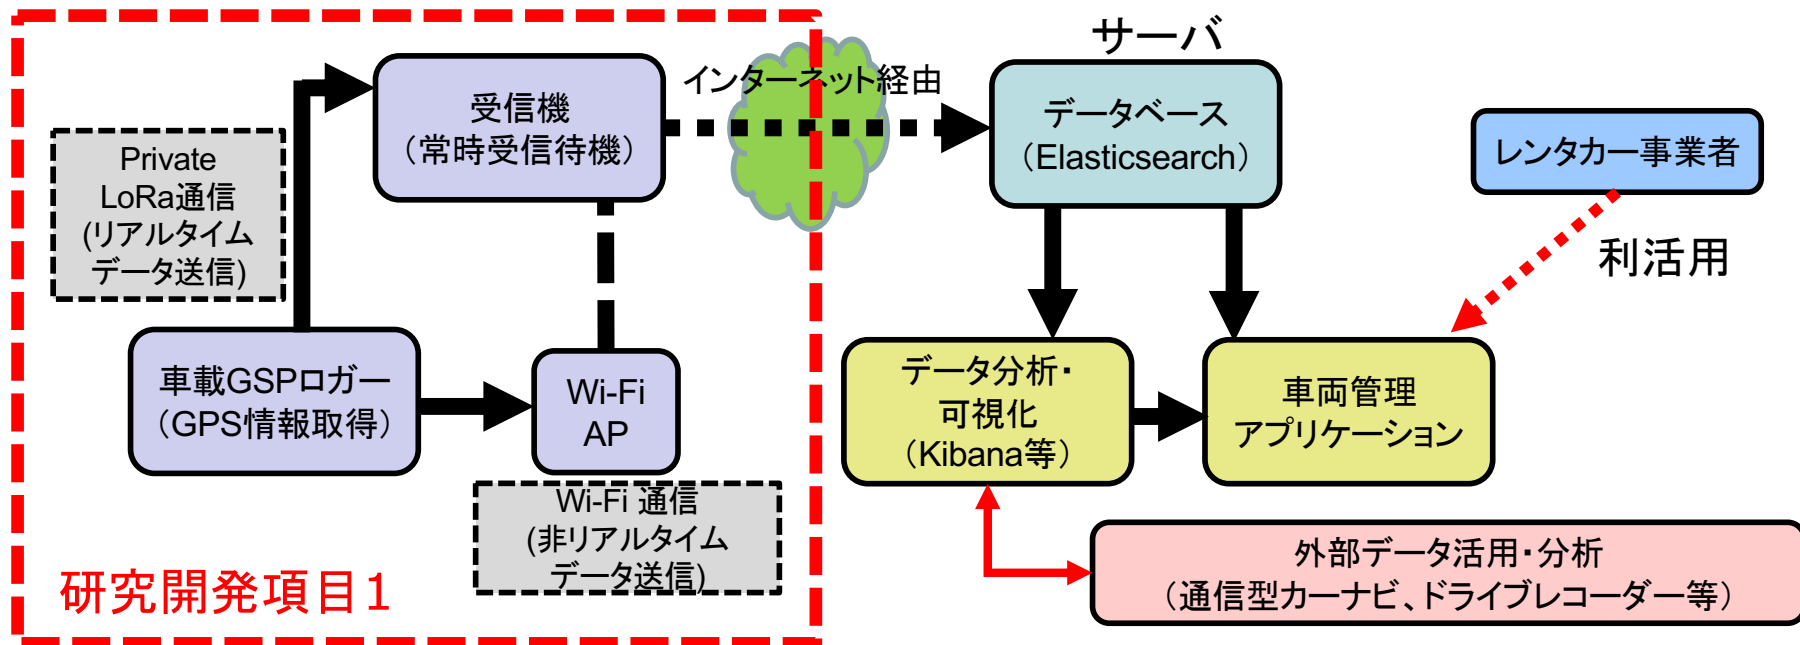 サーバ
インターネット経由
受信機
（常時受信待機）
データベース
（Elasticsearch）
レンタカー事業者
Private
LoRa通信
(リアルタイム
データ送信)
利活用
車載GSPロガー
（GPS情報取得）
Wi-Fi
AP
データ分析・
可視化
（Kibana等）
車両管理
アプリケーション
Wi-Fi 通信
(非リアルタイム
データ送信)
研究開発項目1
外部データ活用・分析
（通信型カーナビ、ドライブレコーダー等）